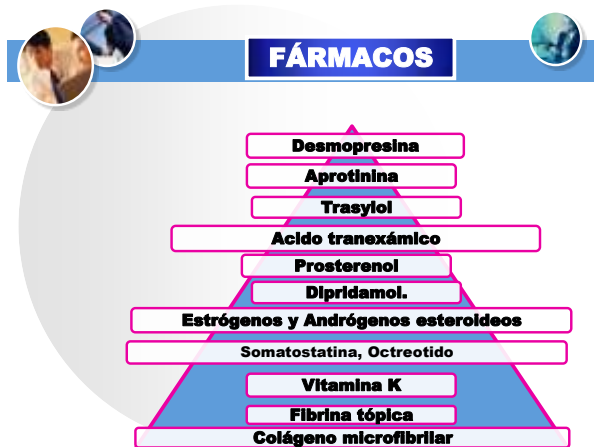 FÁRMACOS
Desmopresina
Aprotinina
Trasylol
Acido tranexámico
Prosterenol
Dipridamol.
Estrógenos y Andrógenos esteroideos
Somatostatina, Octreotido
Vitamina K
Fibrina tópica
Colágeno microfibrilar